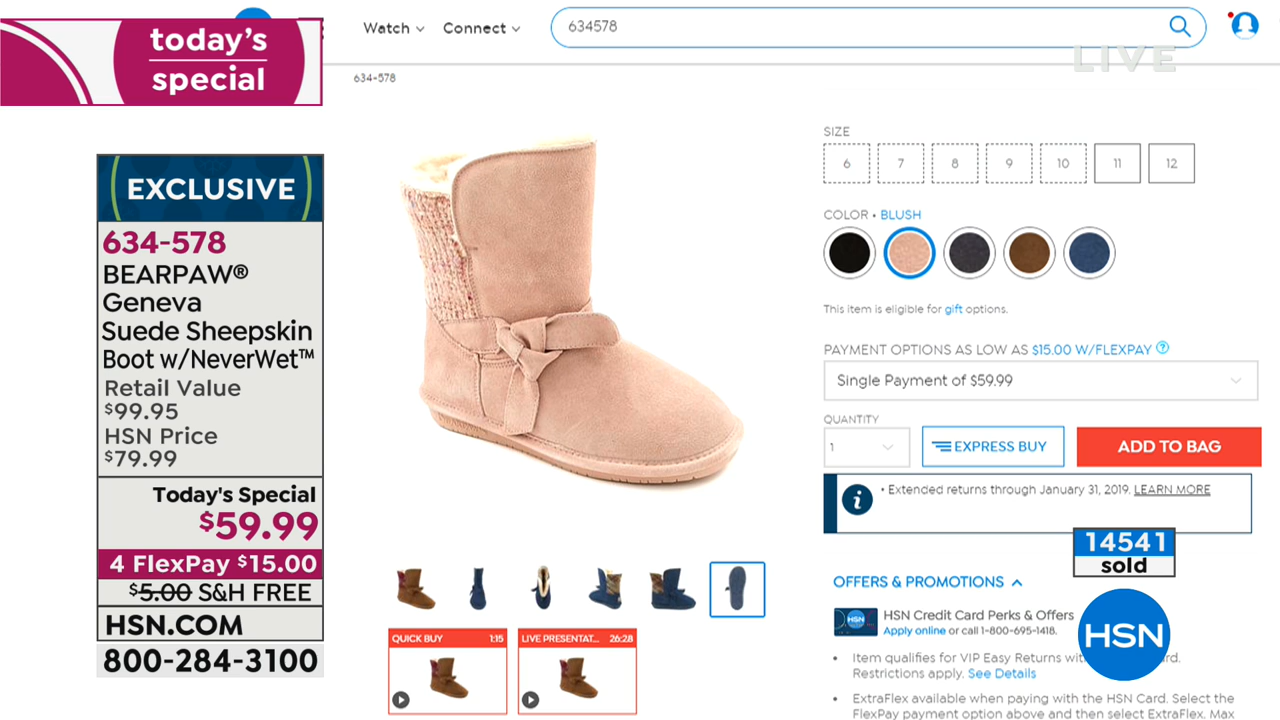 today's
special
Watch
Connect
634578
LIVE
634-578
EXCLUSIVE
634-578
BEARPAW®
Geneva
Suede Sheepskin
Boot w/NeverWet™
Retail Value
$99.95
HSN Price
$79.99
Today's Special
$59.99
4 FlexPay $15.00
$5.00 S&H FREE
HSN.COM
800-284-3100
SIZE
6 7 8 9 10 11 12
COLOR • BLUSH
This item is eligible for gift options.
PAYMENT OPTIONS AS LOW AS $15.00 W/FLEXPAY ?
Single Payment of $59.99
QUANTITY
1
EXPRESS BUY
ADD TO BAG
i
• Extended returns through January 31, 2019. LEARN MORE
14541
sold
OFFERS & PROMOTIONS
HSN
HSN Credit Card Perks & Offers
Apply online or call 1-800-695-1418.
HSN
• Item qualifies for VIP Easy Returns
Restrictions apply. See Details
• ExtraFlex available when paying with the HSN Card. Select the
FlexPay payment option above and then select ExtraFlex. Max
QUICK BUY 1:15
LIVE PRESENTAT... 26:28